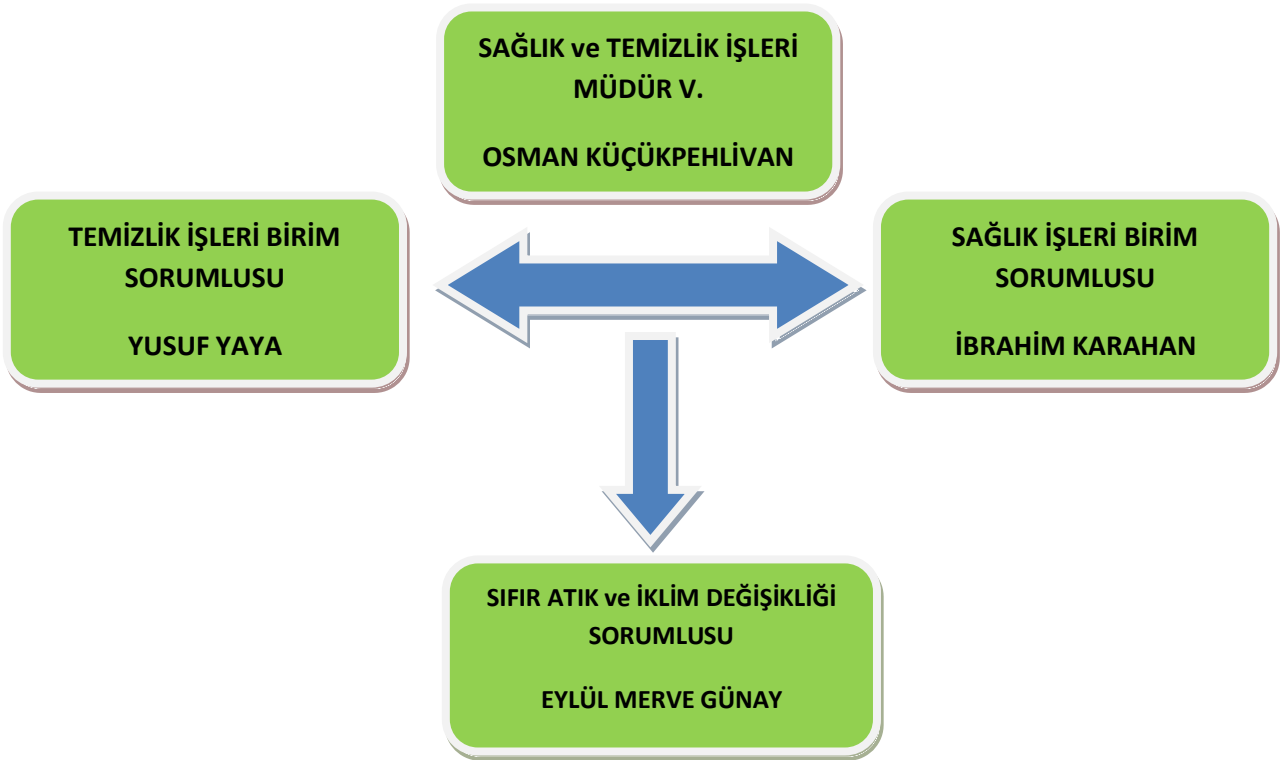 SAĞLIK ve TEMİZLİK İŞLERİ
MÜDÜR V.
OSMAN KÜÇÜKPEHLİVAN
TEMİZLİK İŞLERİ BİRİM
SORUMLUSU
YUSUF YAYA
SAĞLIK İŞLERİ BİRİM
SORUMLUSU
İBRAHİM KARAHAN
SIFIR ATIK ve İKLİM DEĞİŞİKLİĞİ
SORUMLUSU
EYLÜL MERVE GÜNAY